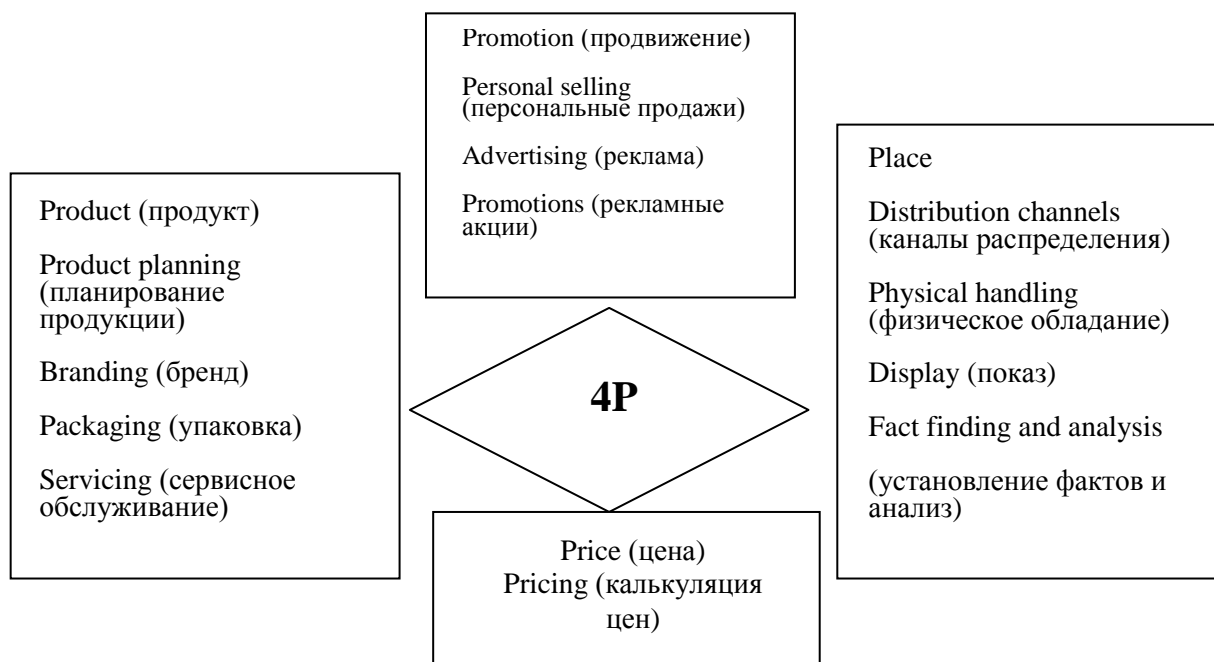 Promotion (продвижение)
Personal selling
(персональные продажи)
Advertising (реклама)
Promotions (рекламные
акции)
Product (продукт)
Product planning
(планирование
продукции)
Branding (бренд)
Packaging (упаковка)
Servicing (сервисное
обслуживание)
4P
Place
Distribution channels
(каналы распределения)
Physical handling
(физическое обладание)
Display (показ)
Fact finding and analysis
(установление фактов и
анализ)
Price (цена)
Pricing (калькуляция
цен)